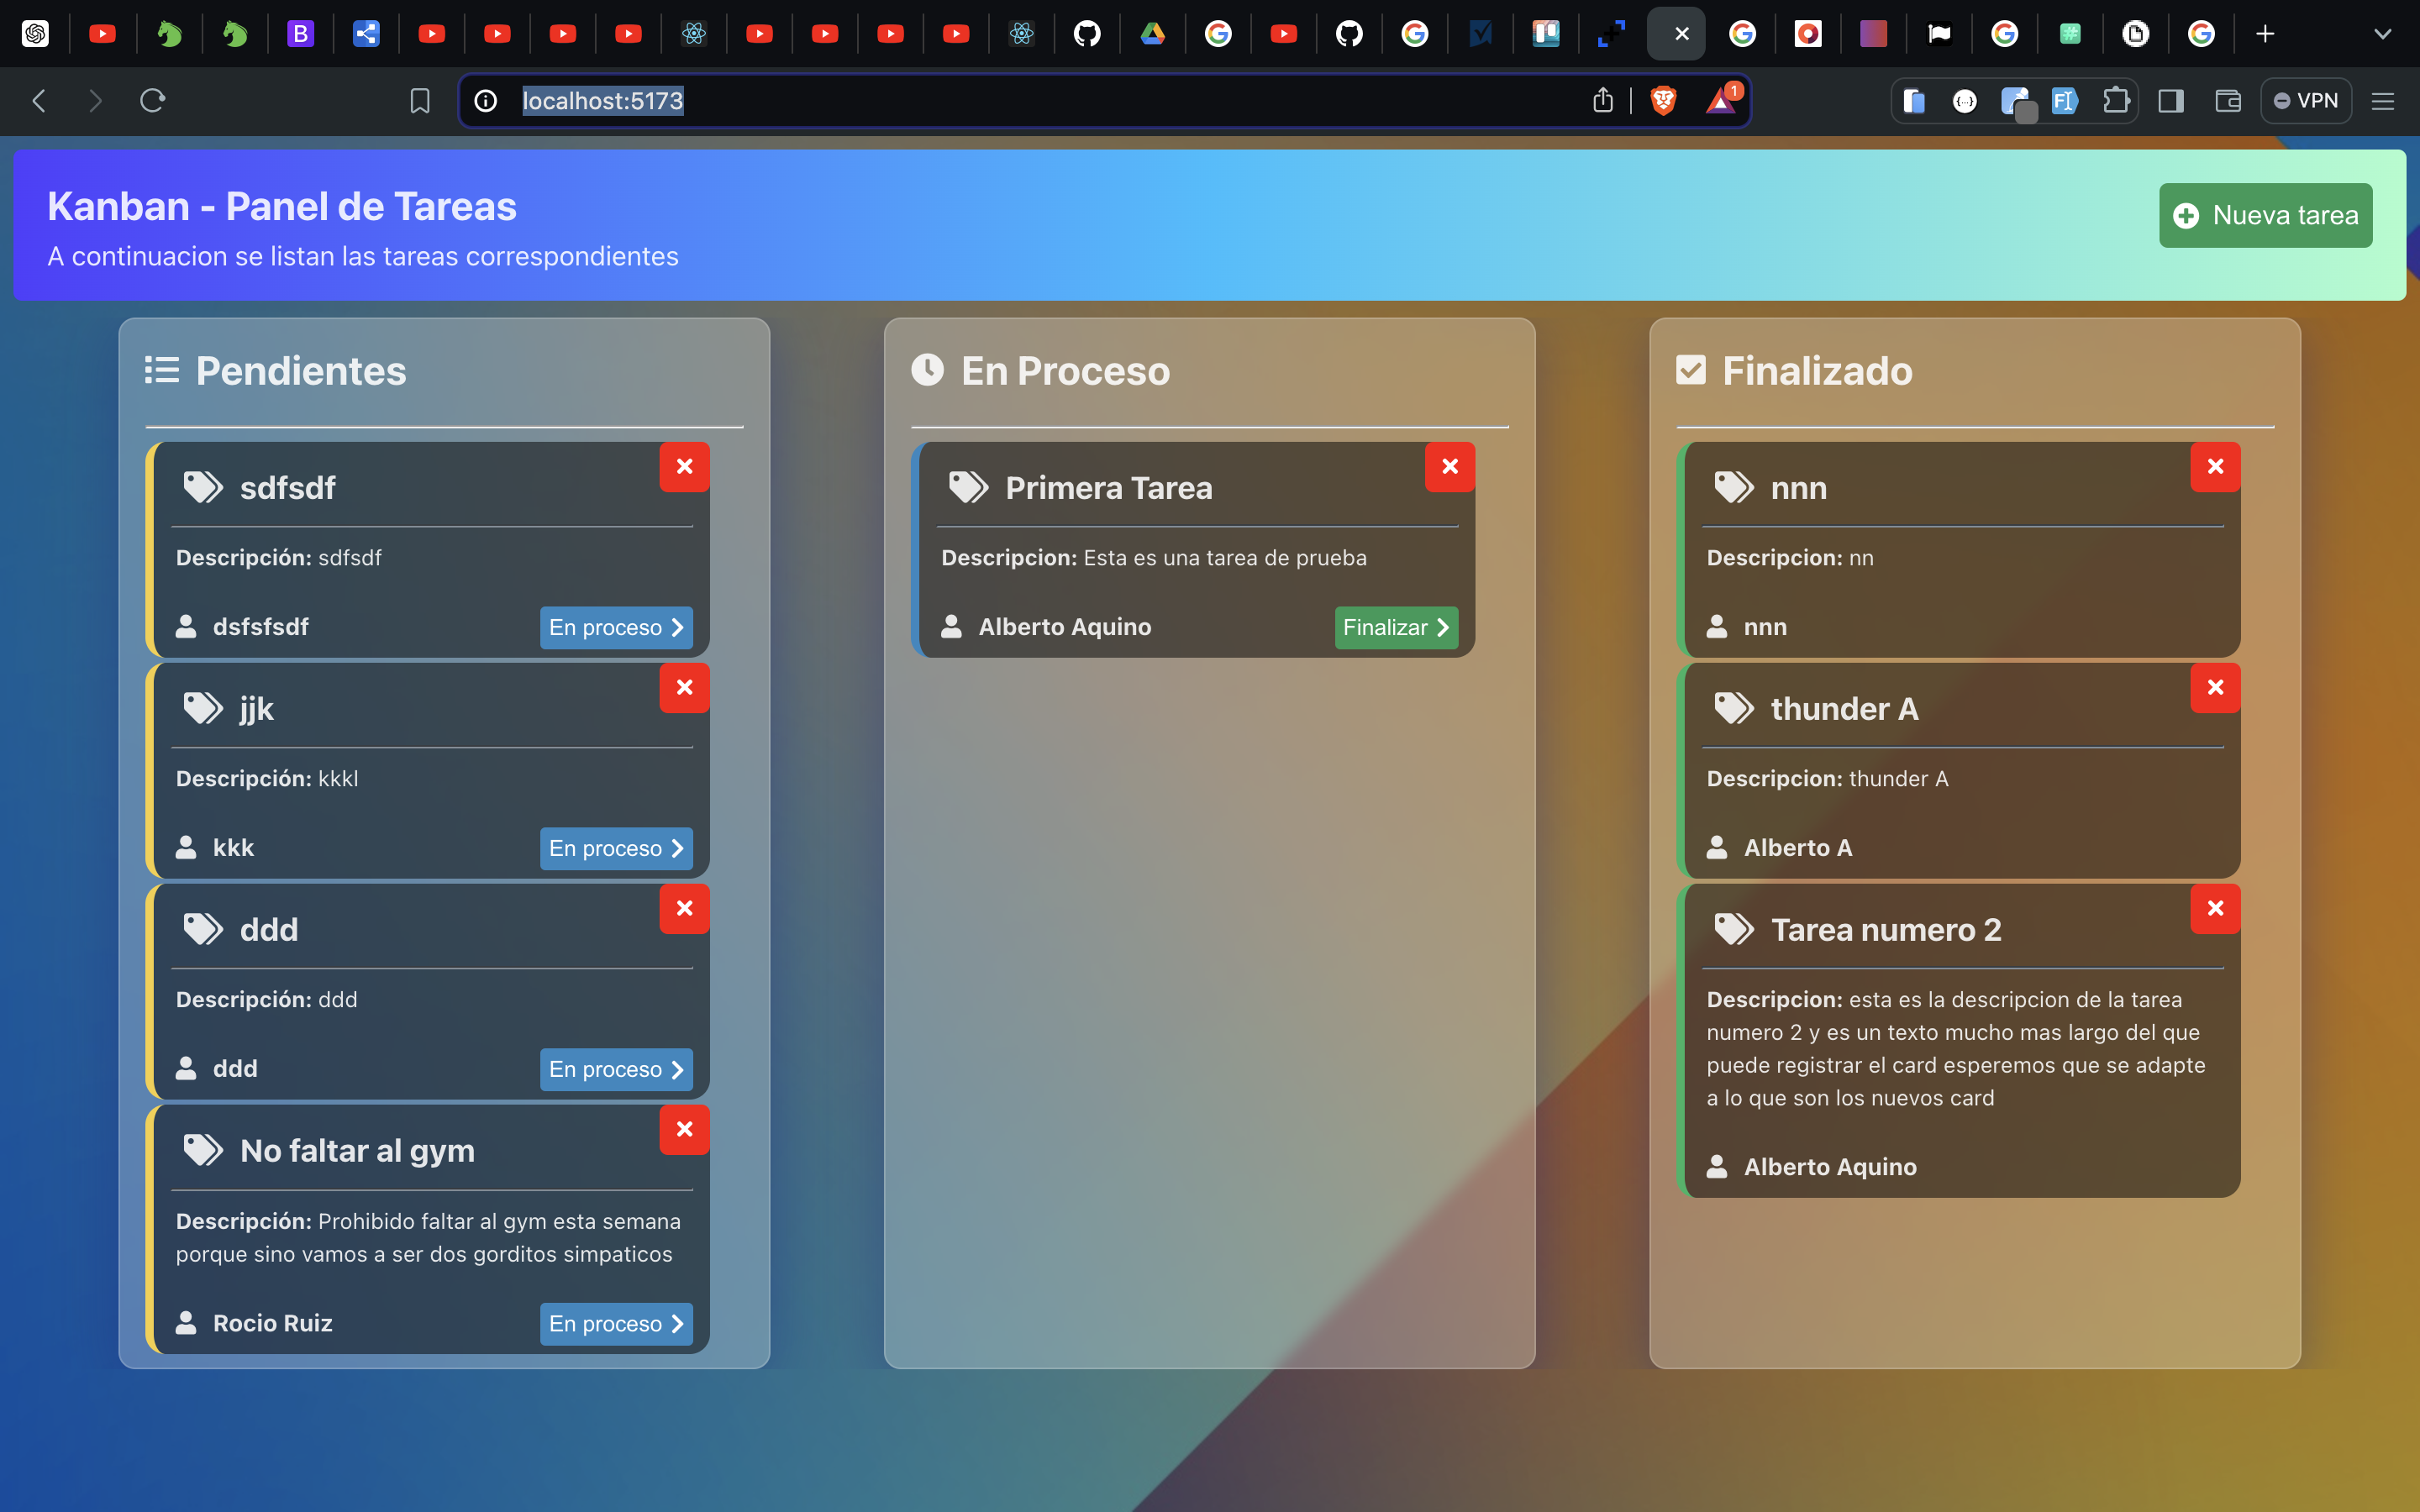 localhost:5173
1
VPN
Kanban - Panel de Tareas
A continuacion se listan las tareas correspondientes
Nueva tarea
Pendientes
sdfsdf
Descripción: sdfsdf
dsfsfsdf
En proceso
jjk
Descripción: kkkl
kkk
En proceso
ddd
Descripción: ddd
ddd
En proceso
No faltar al gym
Descripción: Prohibido faltar al gym esta semana
porque sino vamos a ser dos gorditos simpaticos
Rocio Ruiz
En proceso
En Proceso
Primera Tarea
Descripcion: Esta es una tarea de prueba
Alberto Aquino
Finalizar
Finalizado
nnn
Descripcion: nn
nnn
thunder A
Descripcion: thunder A
Alberto A
Tarea numero 2
Descripcion: esta es la descripcion de la tarea
numero 2 y es un texto mucho mas largo del que
puede registrar el card esperemos que se adapte
a lo que son los nuevos card
Alberto Aquino